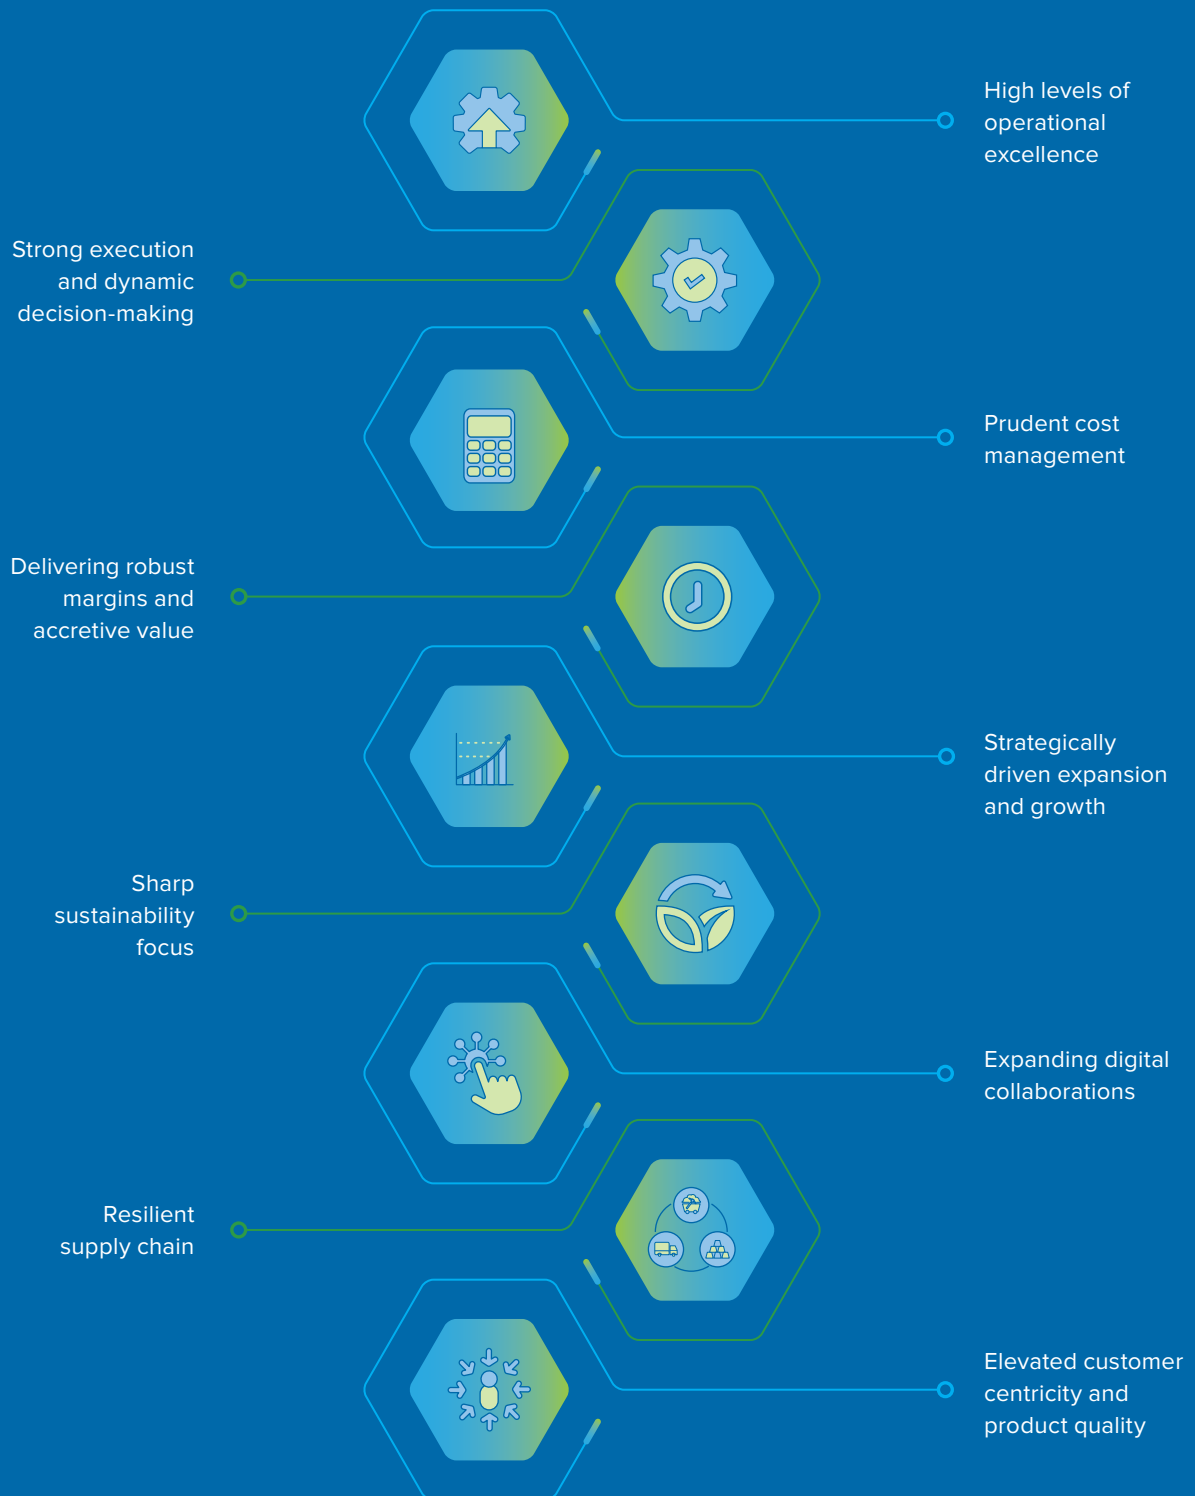 High levels of
operational
excellence
Strong execution
and dynamic
decision-making
Prudent cost
management
Delivering robust
margins and
accretive value
Strategically
driven expansion
and growth
Sharp
sustainability
focus
Expanding digital
collaborations
Resilient
supply chain
Elevated customer
centricity and
product quality